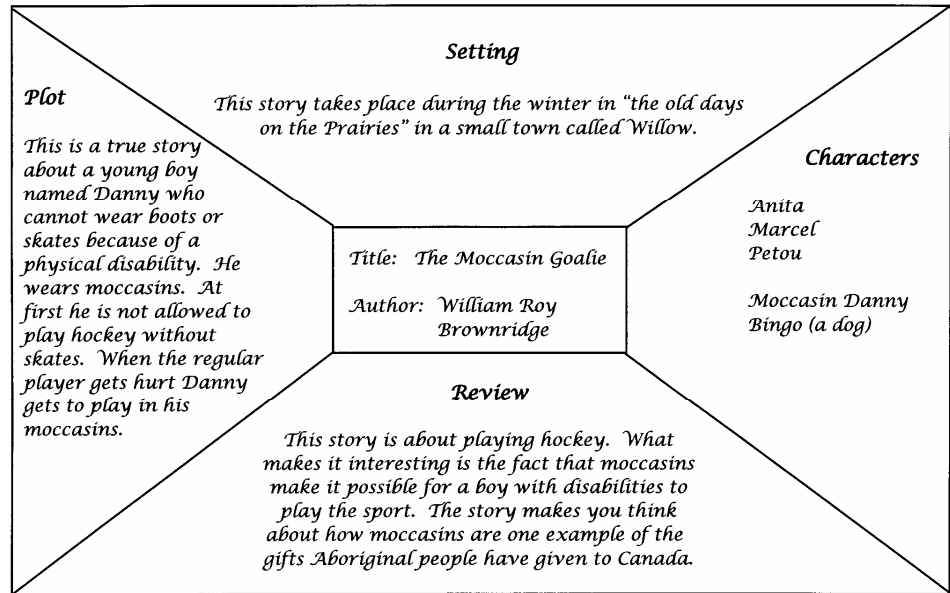 Setting
This story takes place during the winter in "the old days
on the Prairies" in a small town called Willow.
Plot
This is a true story
about a young boy
named Danny who
cannot wear boots or
skates because of a
physical disability. He
wears moccasins. At
first he is not allowed to
play hockey without
skates. When the regular
player gets hurt Danny
gets to play in his
moccasins.
Title: The Moccasin Goalie
Author: William Roy
Brownridge
Characters
Anita
Marcel
Petou
Moccasin Danny
Bingo (a dog)
Review
This story is about playing hockey. What
makes it interesting is the fact that moccasins
make it possible for a boy with disabilities to
play the sport. The story makes you think
about how moccasins are one example of the
gifts Aboriginal people have given to Canada.